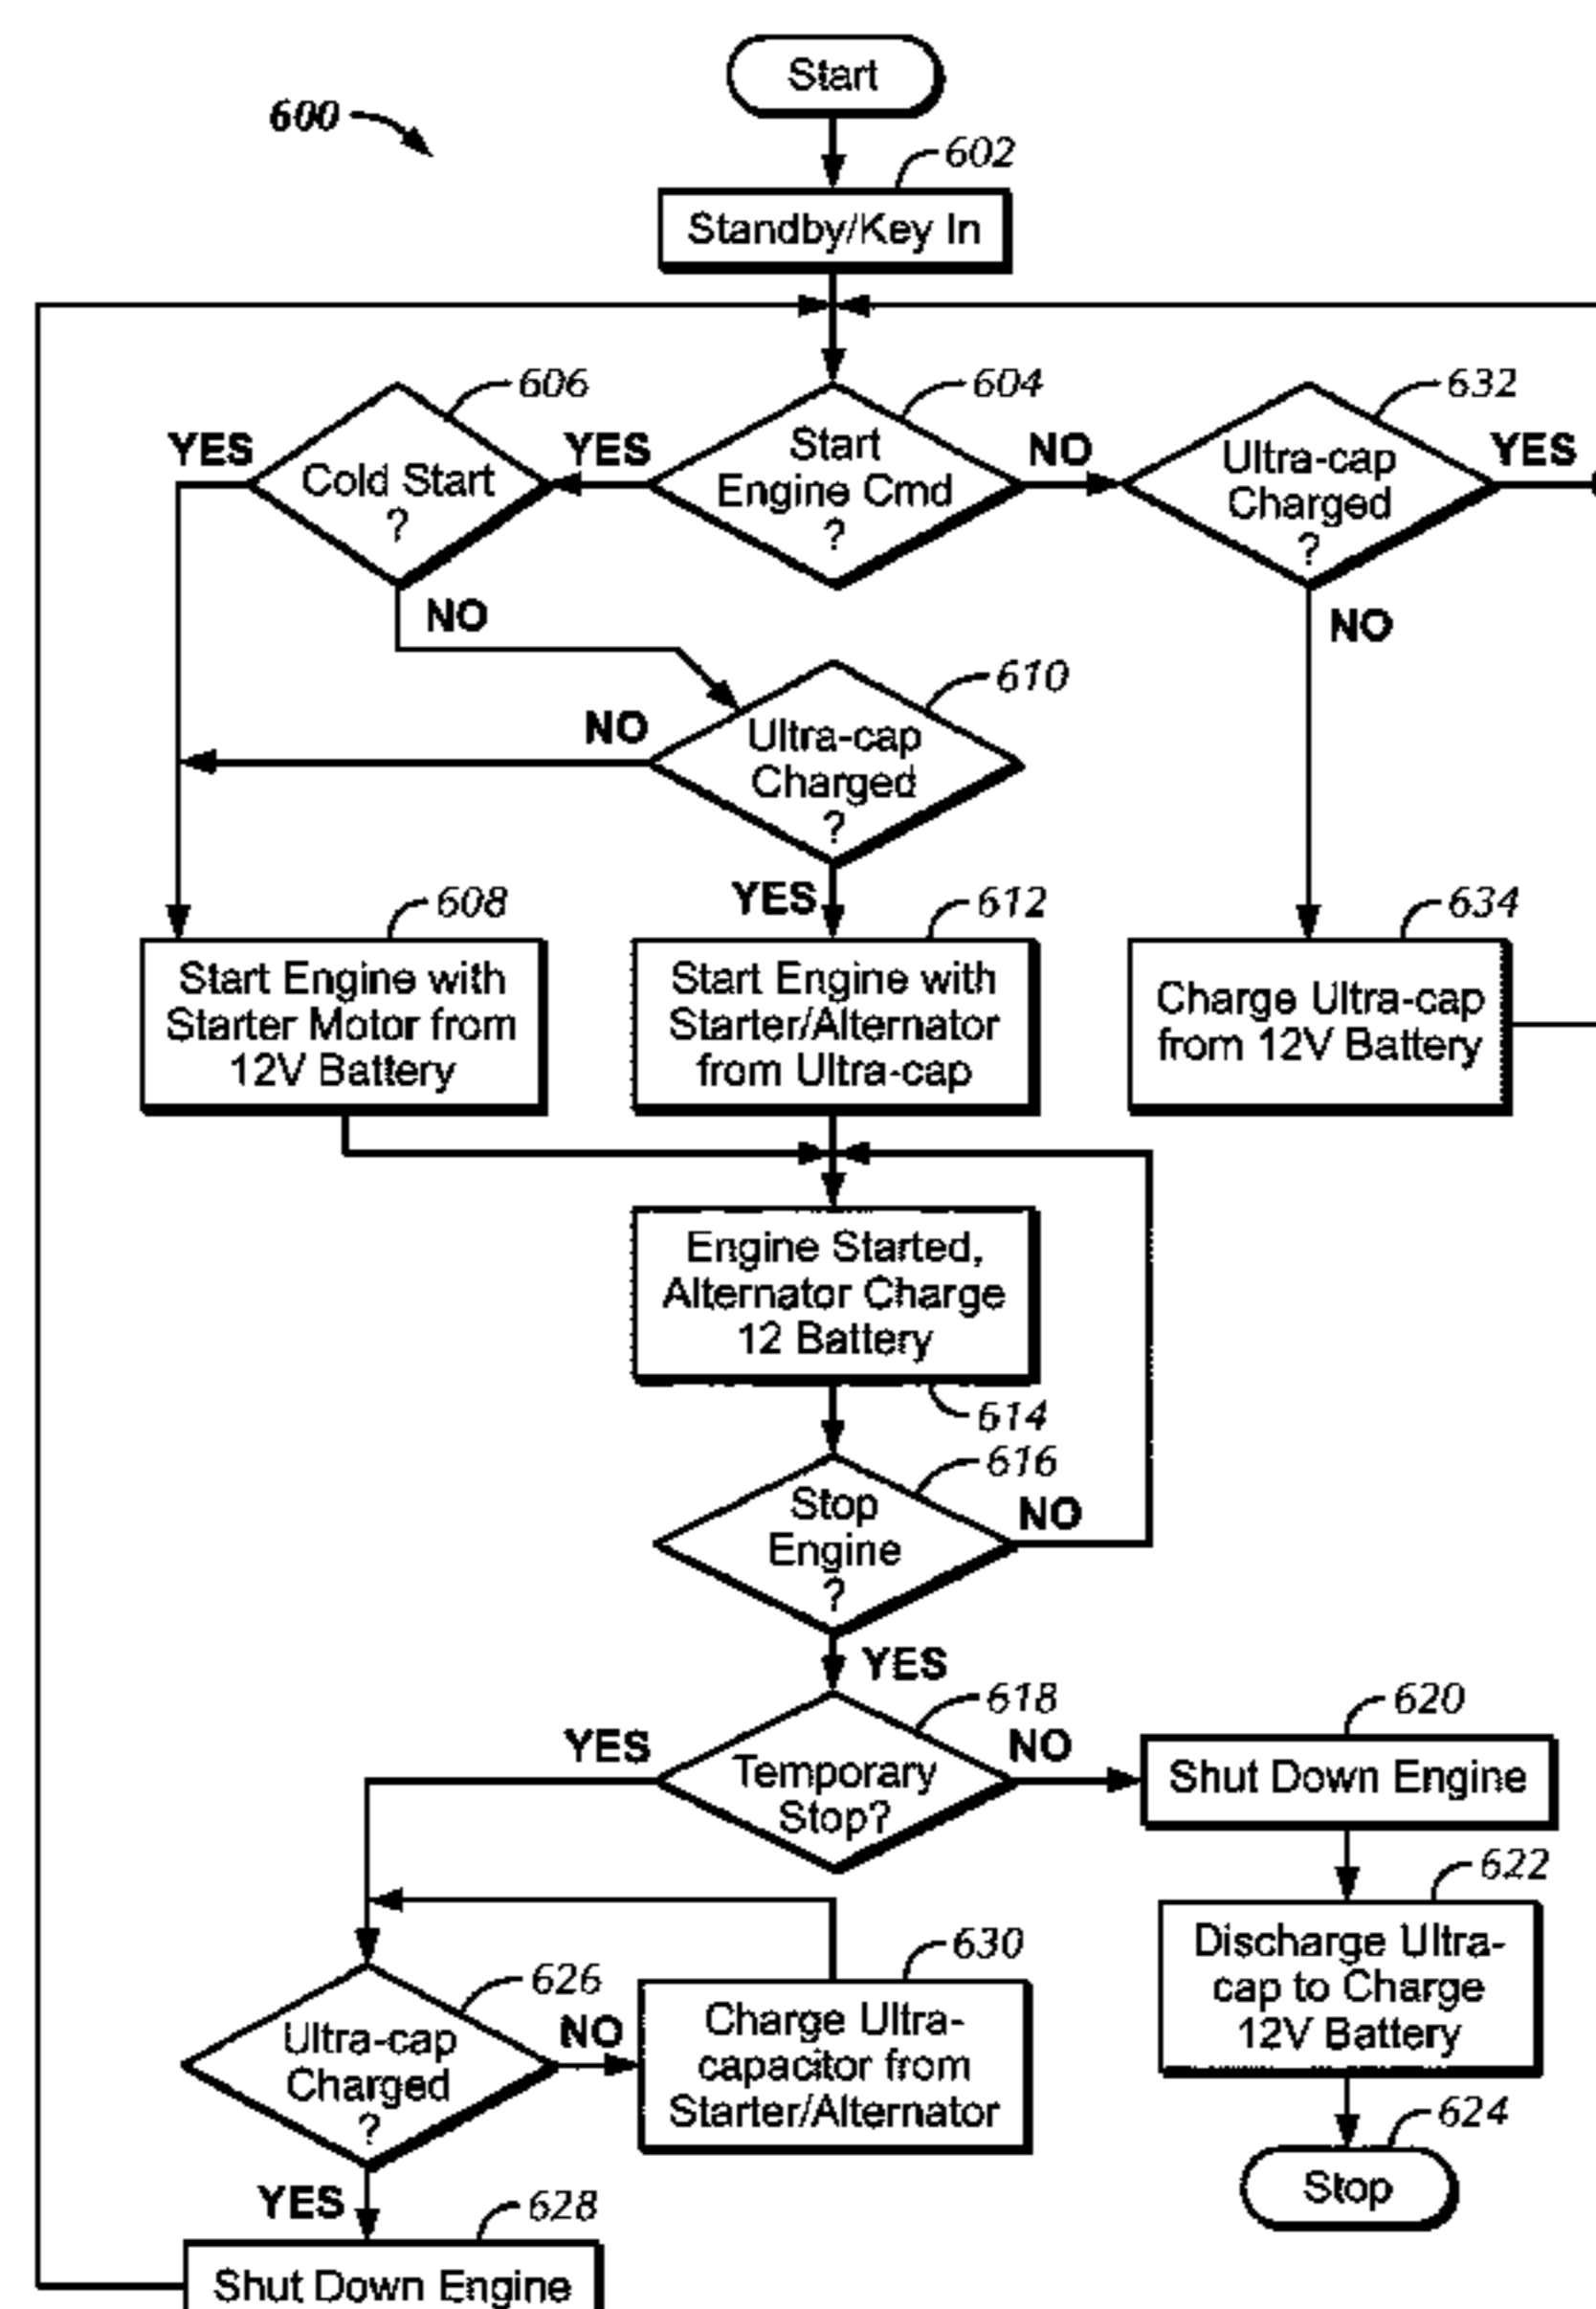 Start
600
602
Standby/Key In
606
604
632
YES
Cold Start
?
YES
Start
Engine Cmd
?
NO
Ultra-cap
Charged
?
YES
NO
NO
610
NO
Ultra-cap
Charged
?
YES
608
612
634
Start Engine with
Starter Motor from
12V Battery
Start Engine with
Starter/Alternator
from Ultra-cap
Charge Ultra-cap
from 12V Battery
Engine Started,
Alternator Charge
12 Battery
614
616
Stop
Engine
?
NO
YES
618
620
YES
Temporary
Stop?
NO
Shut Down Engine
622
Discharge Ultra-
cap to Charge
12V Battery
630
626
Ultra-cap
Charged
?
NO
Charge Ultra-
capacitor from
Starter/Alternator
624
Stop
YES
628
Shut Down Engine